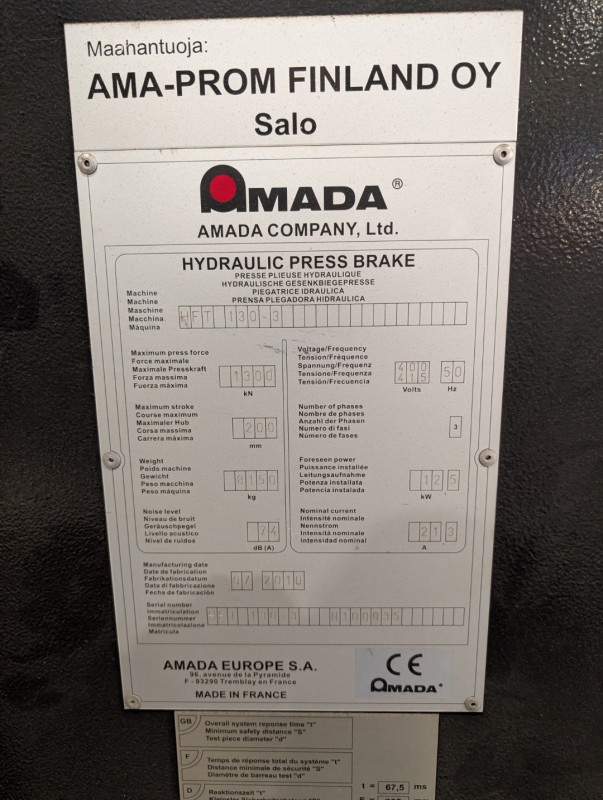 Maahantuoja:
AMA-PROM FINLAND OY
Salo
AMADA®
AMADA COMPANY, Ltd.
HYDRAULIC PRESS BRAKE
PRESSE PLIEUSE HYDRAULIQUE
HYDRAULISCHE GESENKBIEGEPRESSE
PIEGATRICE IDRAULICA
PRENSA PLEGADORA HIDRAULICA
Machine
Machine
Maschine
Macchina
Máquina
HFT 130-3
Maximum press force
Force maximale
Maximale Presskraft
Forza massima
Fuerza máxima
1300
kN
Voltage/Frequency
Tension/Fréquence
Spannung/Frequenz
Tensione/Frequenza
Tensión/Frecuencia
400
415
Volts
50
Hz
Maximum stroke
Course maximum
Maximaler Hub
Corsa massima
Carrera máxima
200
mm
Number of phases
Nombre de phases
Anzahl der Phasen
Numero di fasi
Número de fases
3
Weight
Poids machine
Gewicht
Peso macchina
Peso máquina
8150
kg
Foreseen power
Puissance installée
Leitungsaufnahme
Potenza installata
Potencia instalada
125
kW
Noise level
Niveau de bruit
Geräuschpegel
Livello acustico
Nivel de ruidos
74
dB (A)
Nominal current
Intensité nominale
Nennstrom
Intensità nominale
Intensidad nominal
213
A
Manufacturing date
Date de fabrication
Fabrikationsdatum
Data di fabbricazione
Fecha de fabricación
2010
Serial number
Immatriculation
Seriennummer
Immatricolazione
Matricula
AMADA EUROPE S.A.
96, avenue de la Pyramide
F - 93290 Tremblay en France
MADE IN FRANCE
CE
AMADA®
GB
Overall system reponse time "t"
Minimum safety distance "S"
Test piece diameter "d"
F
Temps de réponse total du système "t"
Distance minimale de sécurité "S"
Diamètre de barreau test "d"
D
Reaktionszeit "t"
t = 67,5 ms